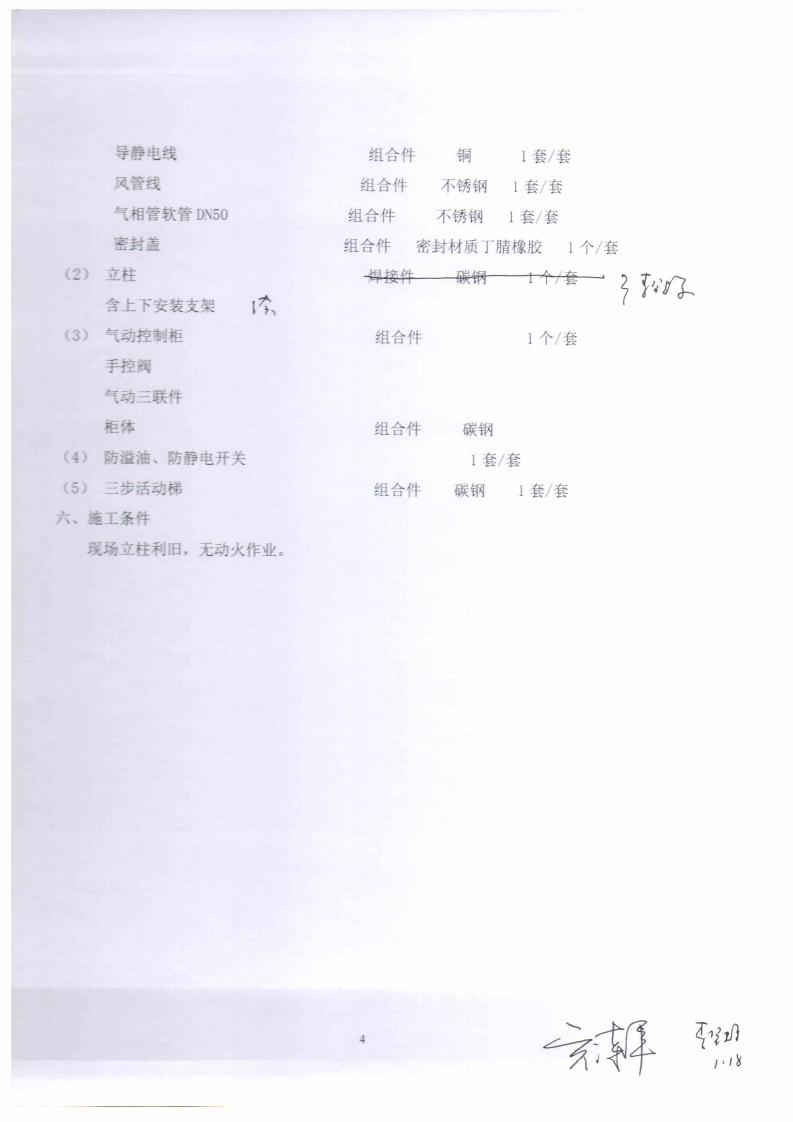 导静电线 组合件 铜 1套/套
风管线 组合件 不锈钢 1套/套
气相管软管DN50 组合件 不锈钢 1套/套
密封盖 组合件 密封材质丁腈橡胶 1个/套
(2) 立柱 焊接件 碳钢 1个/套
含上下安装支架
(3) 气动控制柜 组合件 1个/套
手控阀
气动三联件
柜体 组合件 碳钢
(4) 防溢油、防静电开关 1套/套
(5) 三步活动梯 组合件 碳钢 1套/套
六、施工条件
现场立柱利旧，无动火作业。
4
1.18